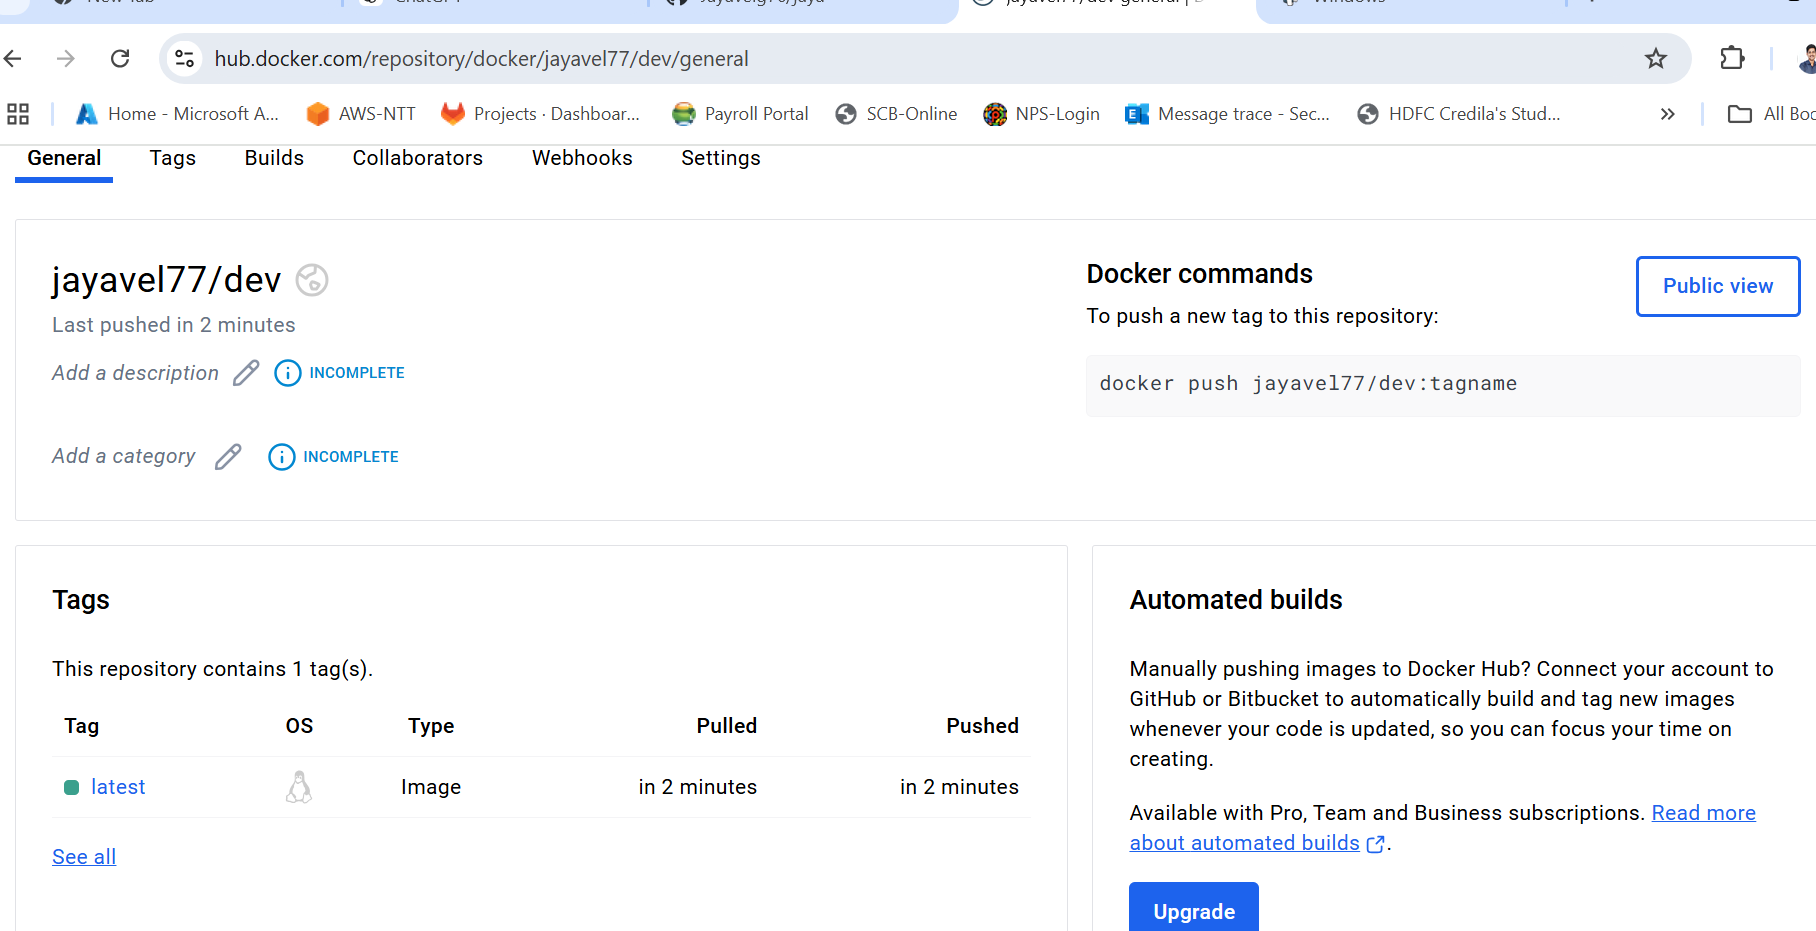 hub.docker.com/repository/docker/jayavel77/dev/general
Home - Microsoft A... AWS-NTT Projects · Dashboar... Payroll Portal SCB-Online NPS-Login Message trace - Sec... HDFC Credila's Stud... » All Boo
General Tags Builds Collaborators Webhooks Settings
jayavel77/dev
Last pushed in 2 minutes
Add a description INCOMPLETE
Add a category INCOMPLETE
Docker commands
To push a new tag to this repository:
Public view
docker push jayavel77/dev:tagname
Tags
This repository contains 1 tag(s).
Tag OS Type Pulled Pushed
latest Image in 2 minutes in 2 minutes
See all
Automated builds
Manually pushing images to Docker Hub? Connect your account to
GitHub or Bitbucket to automatically build and tag new images
whenever your code is updated, so you can focus your time on
creating.
Available with Pro, Team and Business subscriptions. Read more
about automated builds .
Upgrade